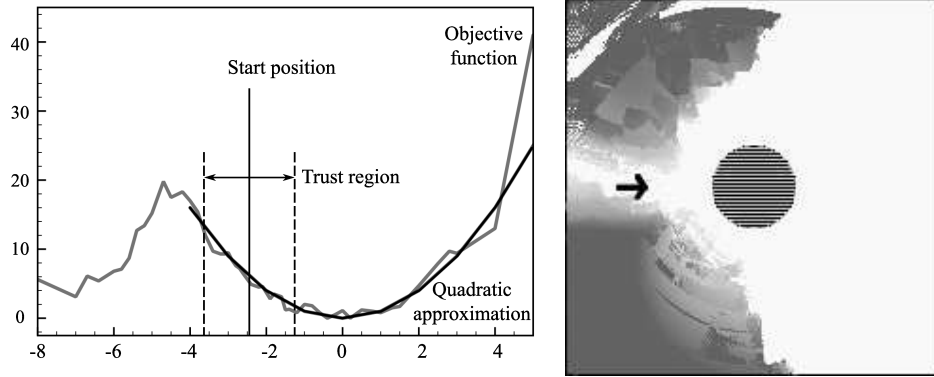 40
30
20
10
0
-8
-6
-4
-2
0
2
4
Objective
function
Start position
Trust region
Quadratic
approximation